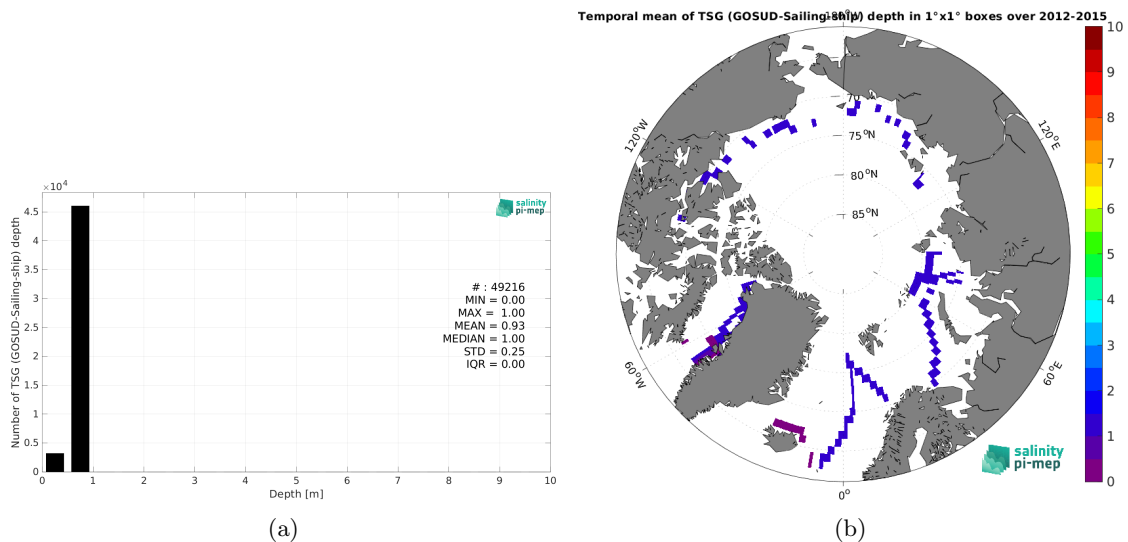 Temporal mean of TSG (GOSUD-Sailing-ship) depth in 1°x1° boxes over 2012-2015
×10⁴
4.5
4
3.5
3
2.5
2
1.5
1
0.5
0
Number of TSG (GOSUD-Sailing-ship) depth
salinity
pi-mep
# : 49216
MIN = 0.00
MAX = 1.00
MEAN = 0.93
MEDIAN = 1.00
STD = 0.25
IQR = 0.00
0 1 2 3 4 5 6 7 8 9 10
Depth [m]
(a)
120°W
120°E
75°N
80°N
85°N
60°W
60°E
0°
salinity
pi-mep
10
9
8
7
6
5
4
3
2
1
0
(b)